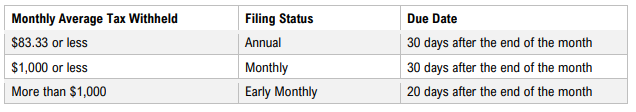 Monthly Average Tax Withheld Filing Status Due Date
$83.33 or less Annual 30 days after the end of the month
$1,000 or less Monthly 30 days after the end of the month
More than $1,000 Early Monthly 20 days after the end of the month